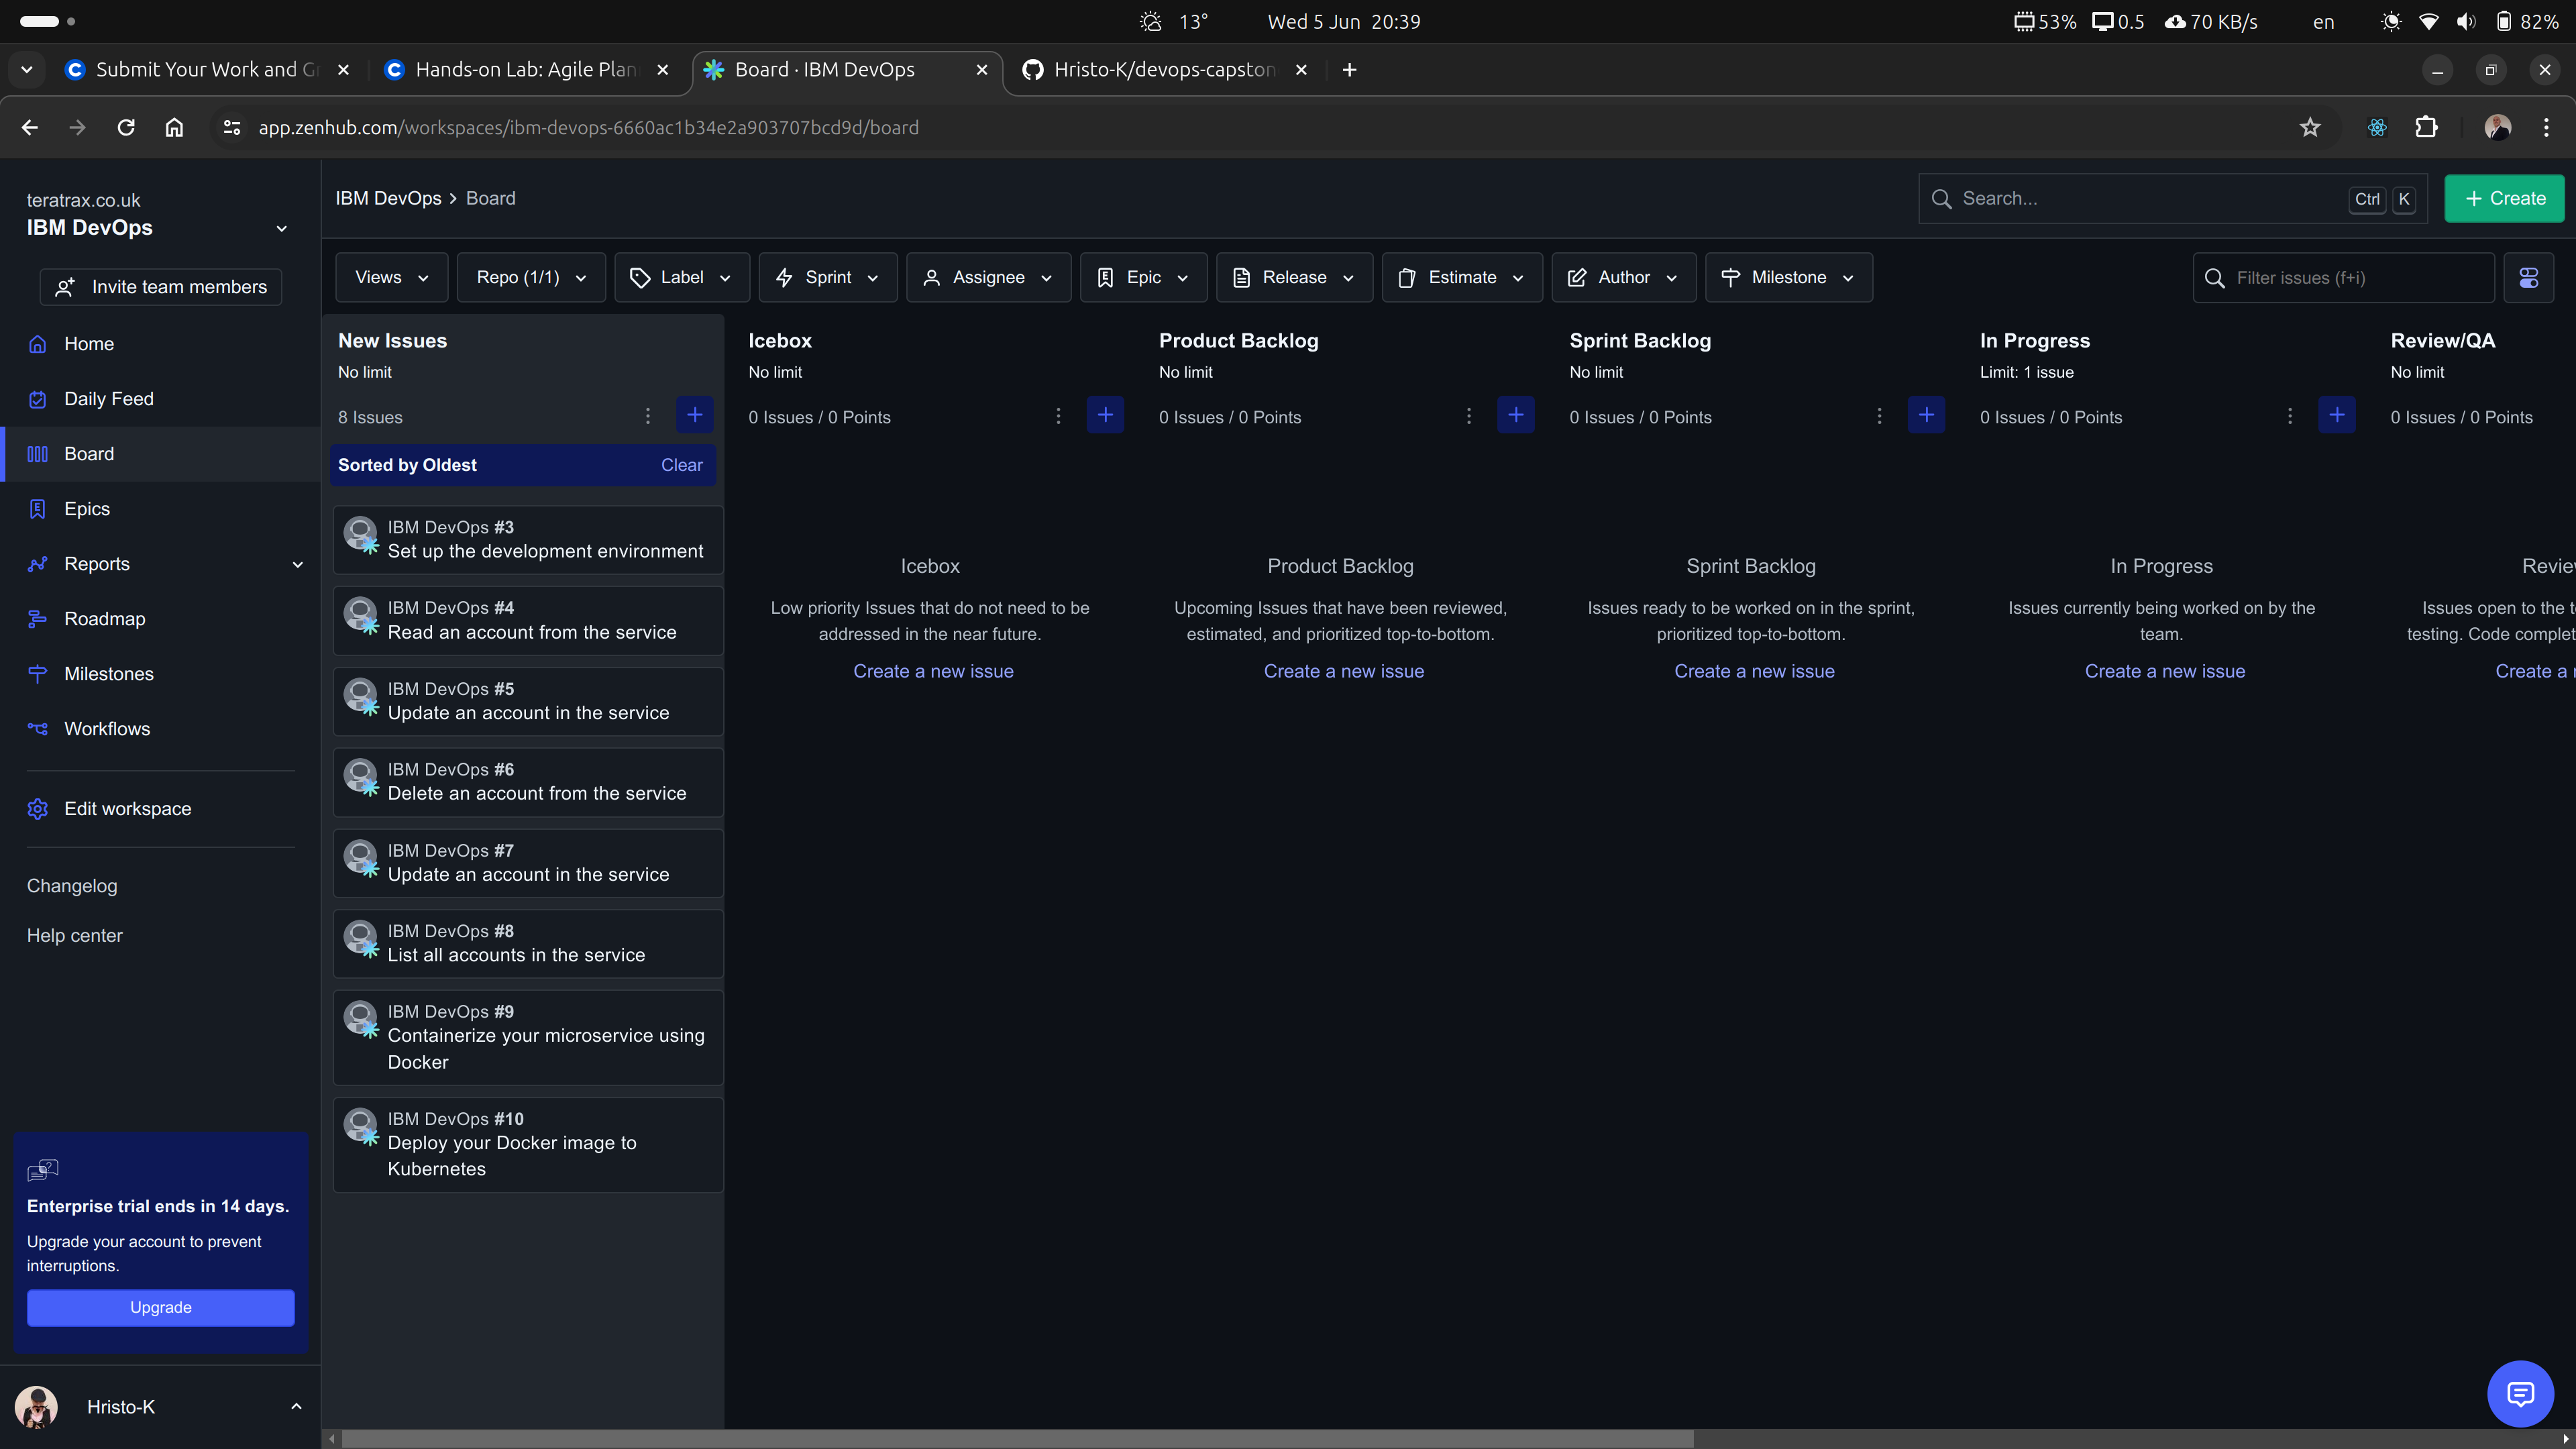 13°
Wed 5 Jun 20:39
53%
0.5
70 KB/s
en
82%
Submit Your Work and G
Hands-on Lab: Agile Plan
Board · IBM DevOps
Hristo-K/devops-capston
app.zenhub.com/workspaces/ibm-devops-6660ac1b34e2a903707bcd9d/board
teratrax.co.uk
IBM DevOps
Invite team members
Home
Daily Feed
Board
Epics
Reports
Roadmap
Milestones
Workflows
Edit workspace
Changelog
Help center
Enterprise trial ends in 14 days.
Upgrade your account to prevent
interruptions.
Upgrade
Hristo-K
IBM DevOps > Board
Search...
Ctrl K
+ Create
Views
Repo (1/1)
Label
Sprint
Assignee
Epic
Release
Estimate
Author
Milestone
Filter issues (f+i)
New Issues
No limit
8 Issues
Sorted by Oldest
Clear
IBM DevOps #3
Set up the development environment
IBM DevOps #4
Read an account from the service
IBM DevOps #5
Update an account in the service
IBM DevOps #6
Delete an account from the service
IBM DevOps #7
Update an account in the service
IBM DevOps #8
List all accounts in the service
IBM DevOps #9
Containerize your microservice using
Docker
IBM DevOps #10
Deploy your Docker image to
Kubernetes
Icebox
No limit
0 Issues / 0 Points
Icebox
Low priority Issues that do not need to be
addressed in the near future.
Create a new issue
Product Backlog
No limit
0 Issues / 0 Points
Product Backlog
Upcoming Issues that have been reviewed,
estimated, and prioritized top-to-bottom.
Create a new issue
Sprint Backlog
No limit
0 Issues / 0 Points
Sprint Backlog
Issues ready to be worked on in the sprint,
prioritized top-to-bottom.
Create a new issue
In Progress
Limit: 1 issue
0 Issues / 0 Points
In Progress
Issues currently being worked on by the
team.
Create a new issue
Review/QA
No limit
0 Issues / 0 Points
Review
Issues open to the t
testing. Code complet
Create a